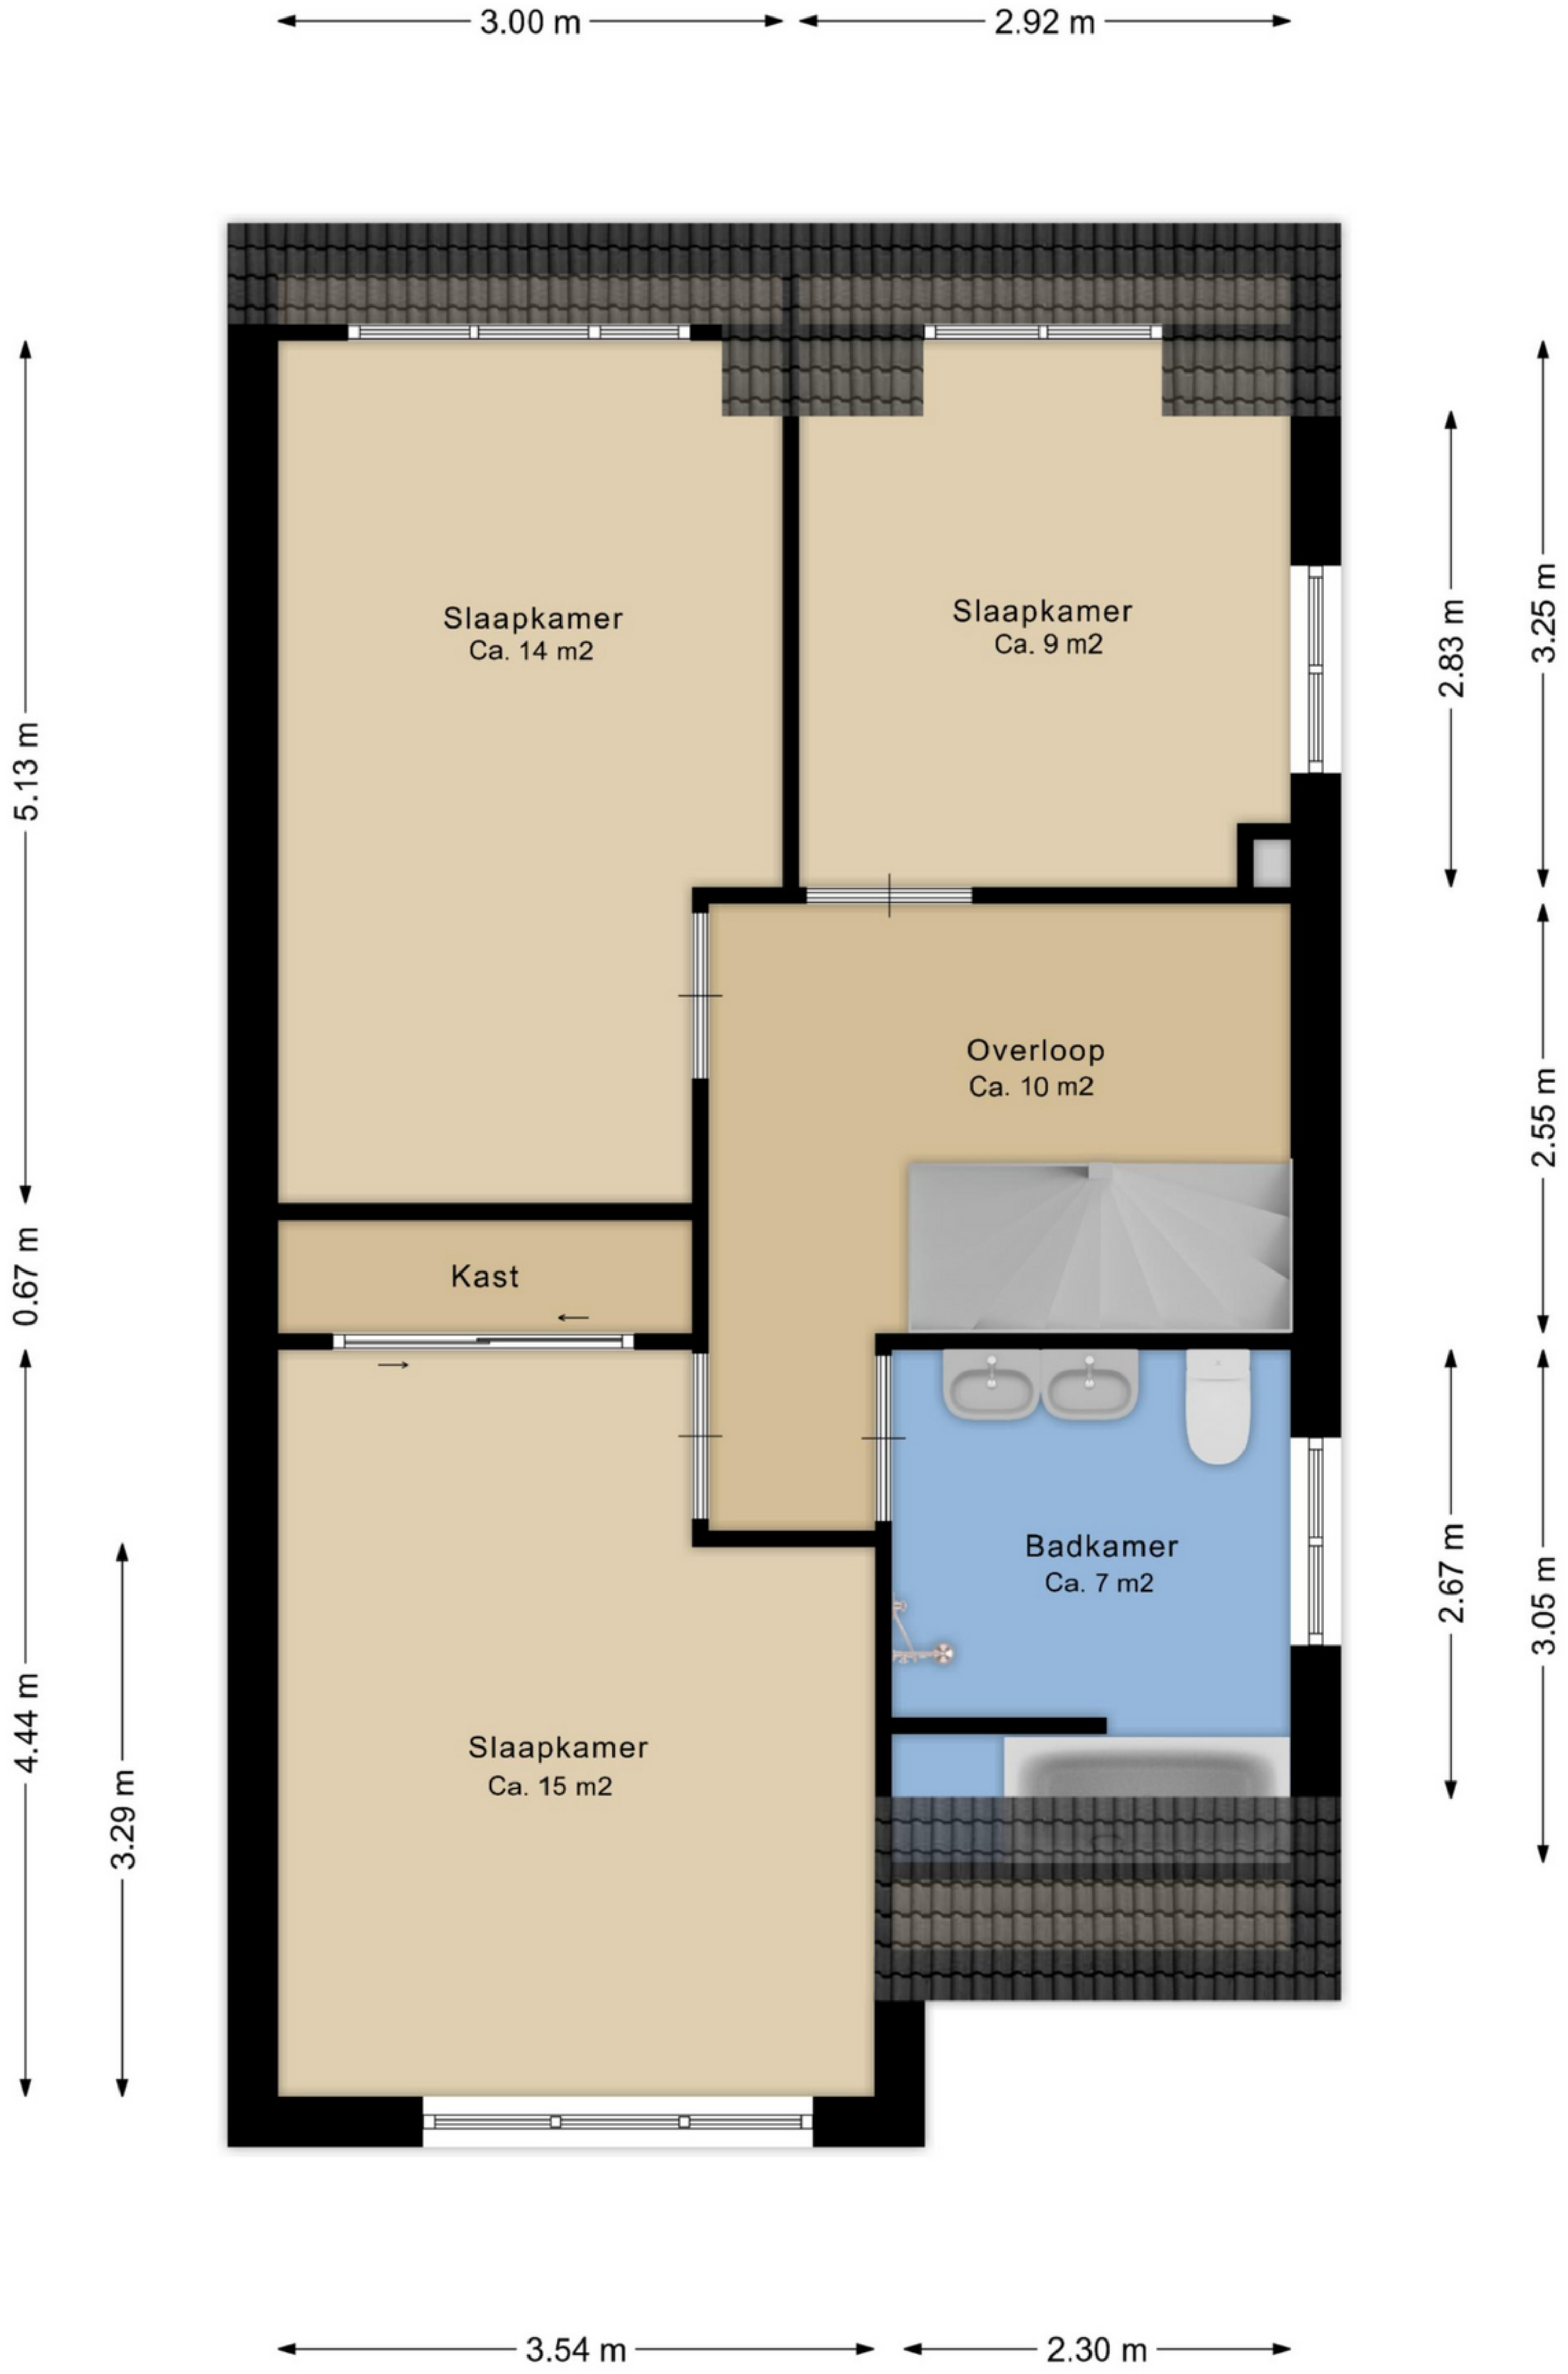 3.00 m
2.92 m
Slaapkamer
Ca. 14 m2
Slaapkamer
Ca. 9 m2
5.13 m
2.83 m
3.25 m
Overloop
Ca. 10 m2
2.55 m
Kast
0.67 m
Badkamer
Ca. 7 m2
2.67 m
3.05 m
Slaapkamer
Ca. 15 m2
4.44 m
3.29 m
3.54 m
2.30 m